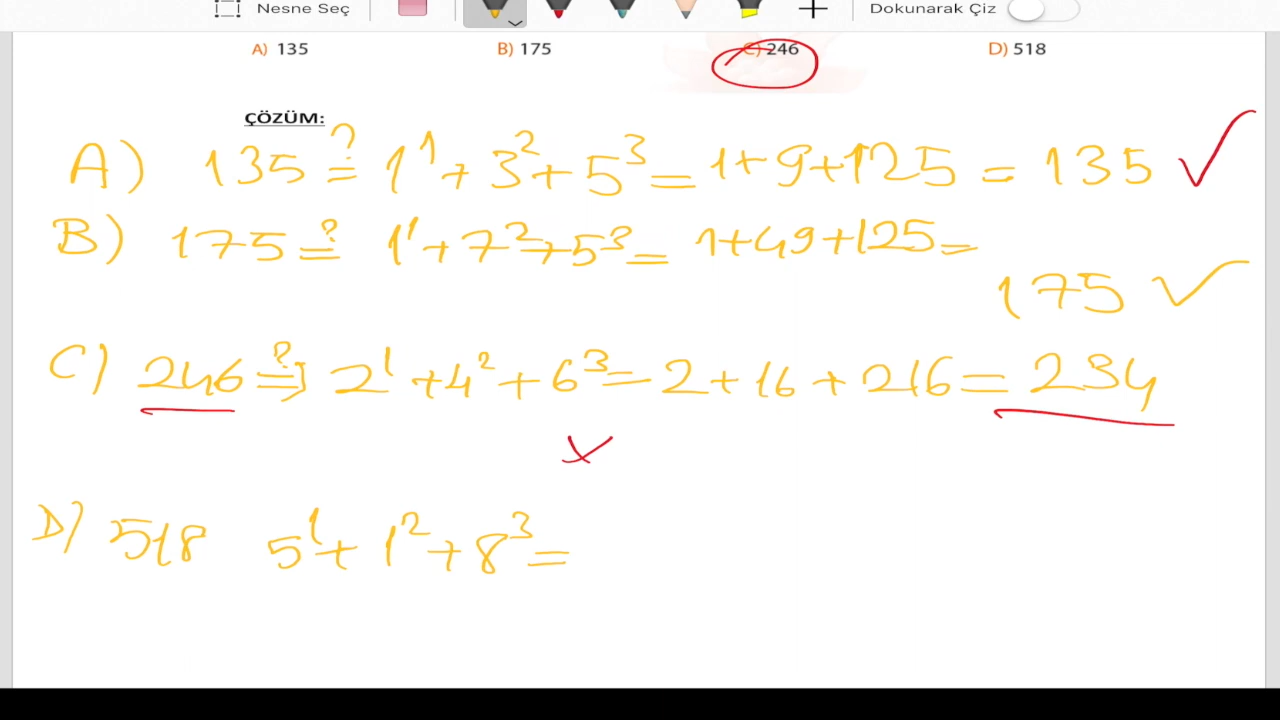 Nesne Seç Dokunarak Çiz
A) 135 B) 175 C) 246 D) 518
ÇÖZÜM:
A) 135 ≟ 1¹ + 3² + 5³ = 1+9+125 = 135 ✓
B) 175 ≟ 1¹ + 7² + 5³ = 1+49+125 =
175 ✓
C) 246 ≟ 2¹ + 4² + 6³ = 2 + 16 + 216 = 234
x
D) 518 5¹ + 1² + 8³ =